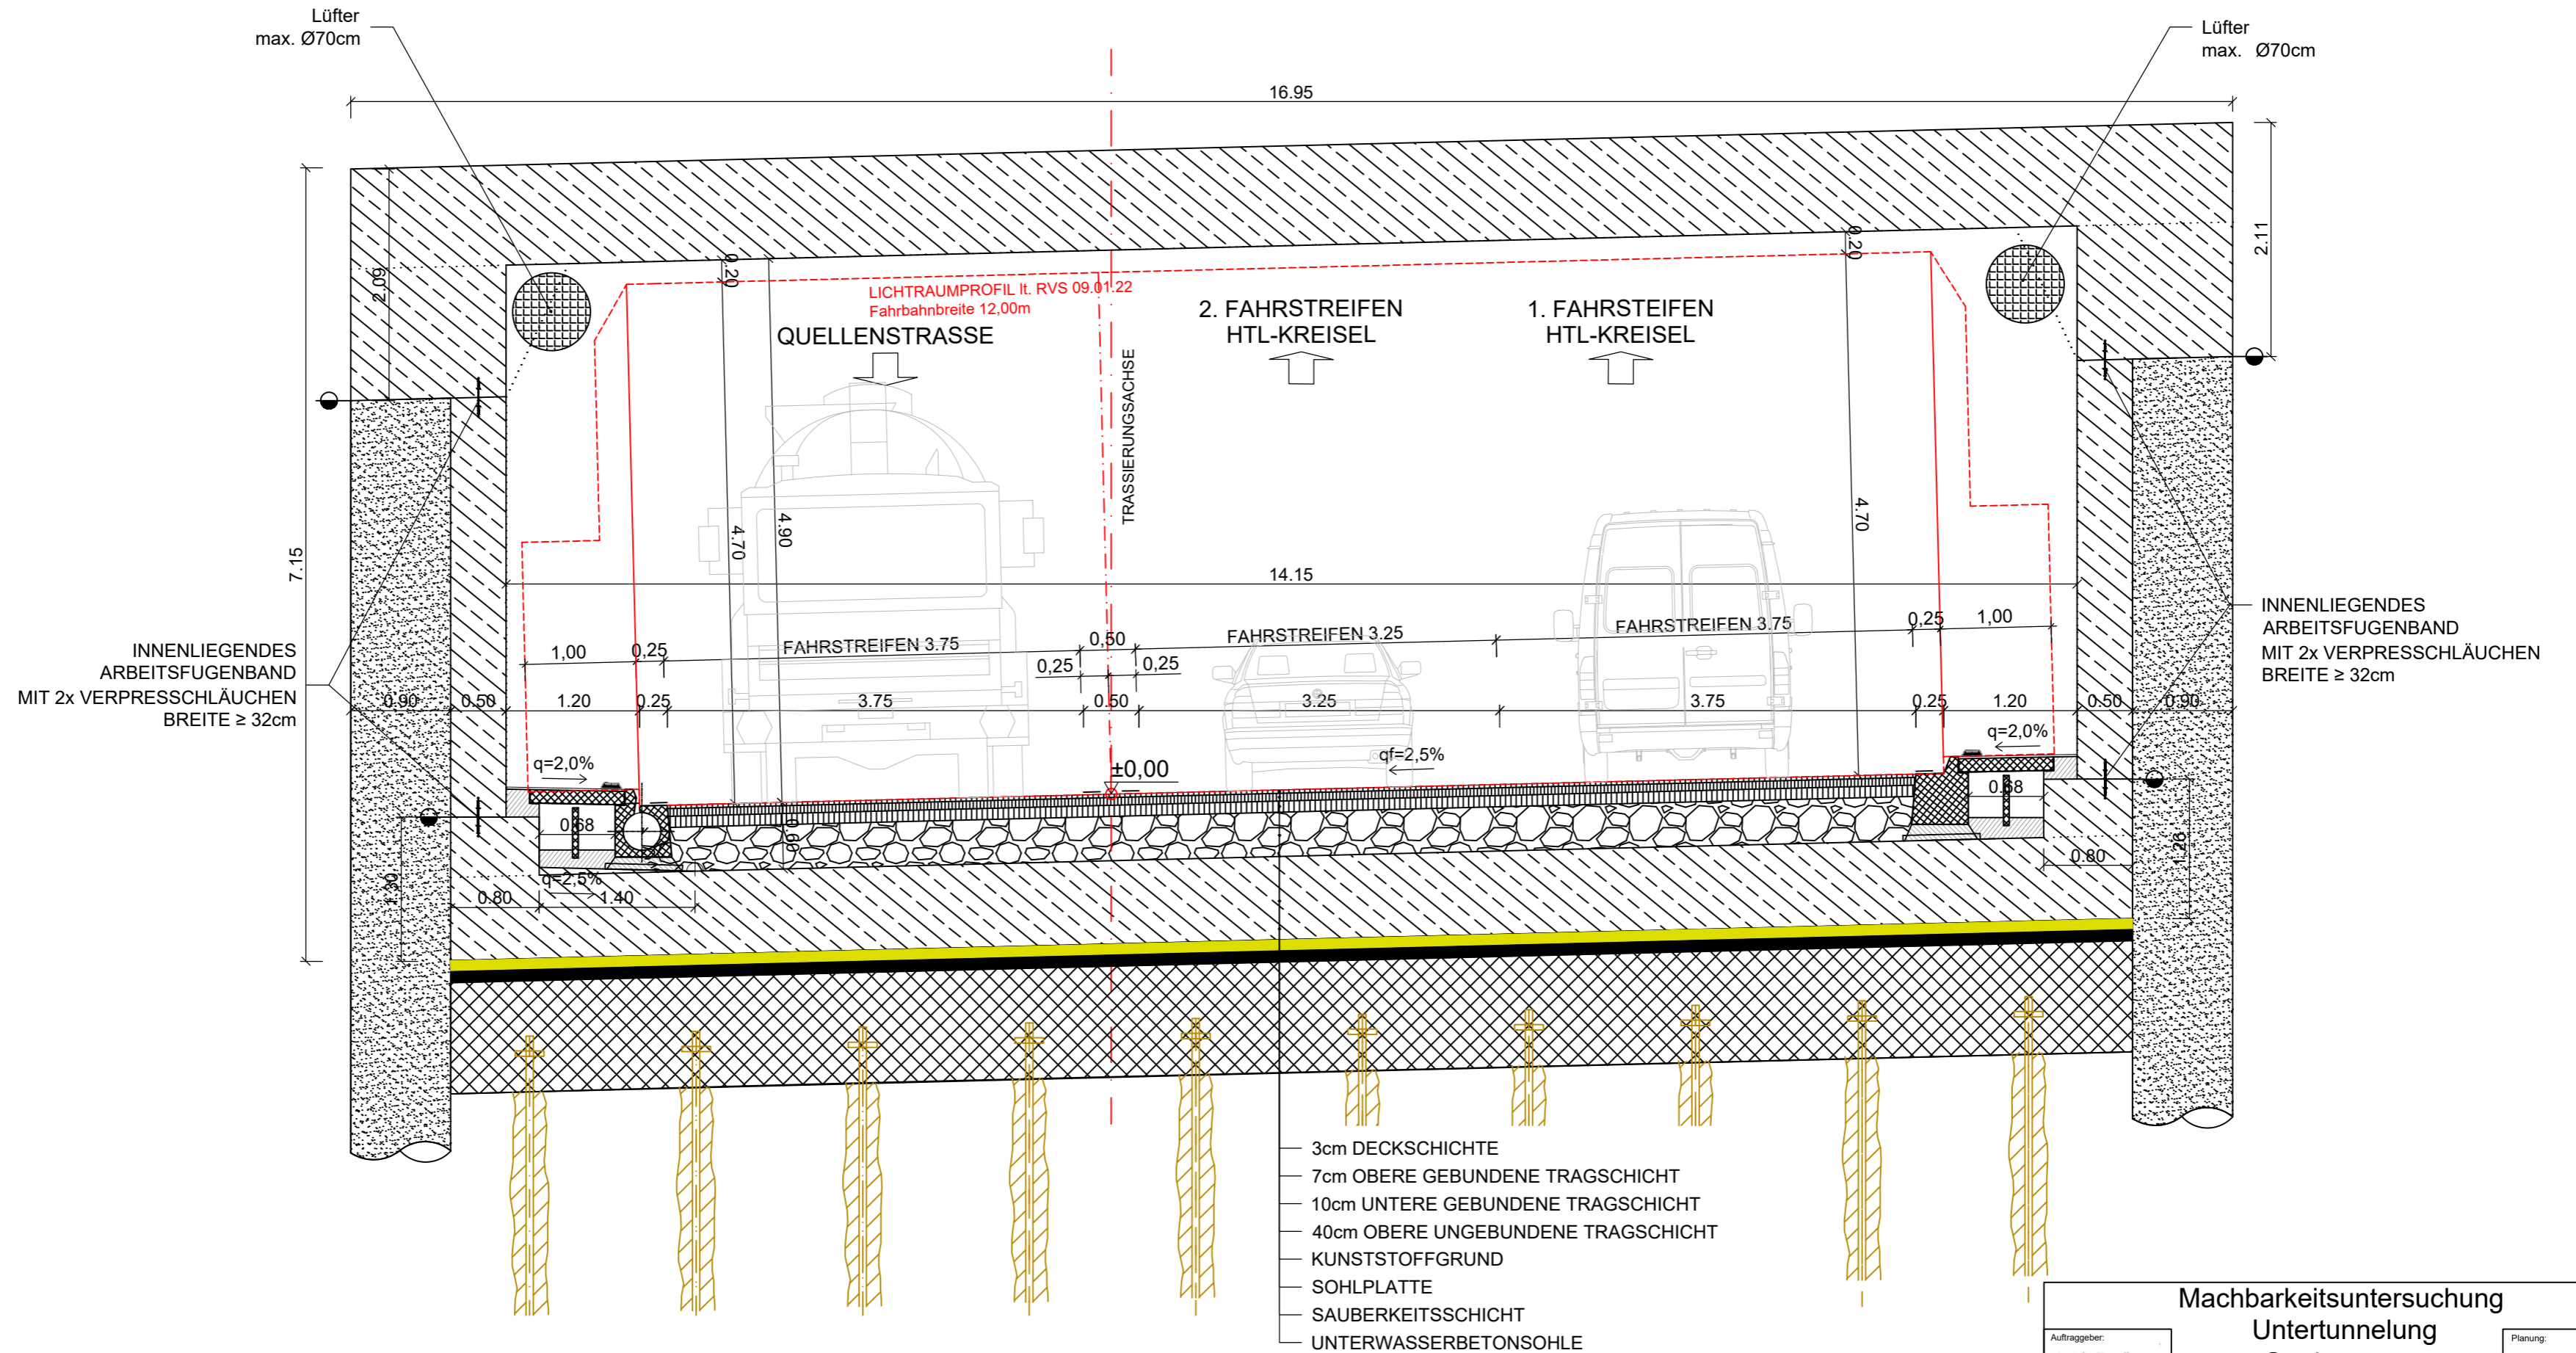 Lüfter
max. Ø70cm
Lüfter
max. Ø70cm
16.95
2.09
2.11
0.20
0.20
LICHTRAUMPROFIL lt. RVS 09.01.22
Fahrbahnbreite 12,00m
QUELLENSTRASSE
2. FAHRSTREIFEN
HTL-KREISEL
1. FAHRSTEIFEN
HTL-KREISEL
TRASSIERUNGSACHSE
7.15
4.70
4.90
4.70
14.15
INNENLIEGENDES
ARBEITSFUGENBAND
MIT 2x VERPRESSCHLÄUCHEN
BREITE ≥ 32cm
INNENLIEGENDES
ARBEITSFUGENBAND
MIT 2x VERPRESSCHLÄUCHEN
BREITE ≥ 32cm
1,00
0,25
FAHRSTREIFEN 3.75
0,50
FAHRSTREIFEN 3.25
FAHRSTREIFEN 3.75
0,25
1,00
0,25
0,25
0.90
0.50
1.20
0.25
3.75
0.50
3.25
3.75
0.25
1.20
0.50
0.90
q=2,0%
±0,00
qf=2,5%
q=2,0%
0.68
0.60
0.68
1.30
q=2,5%
0.80
1.40
0.80
1.26
3cm DECKSCHICHTE
7cm OBERE GEBUNDENE TRAGSCHICHT
10cm UNTERE GEBUNDENE TRAGSCHICHT
40cm OBERE UNGEBUNDENE TRAGSCHICHT
KUNSTSTOFFGRUND
SOHLPLATTE
SAUBERKEITSSCHICHT
UNTERWASSERBETONSOHLE
Machbarkeitsuntersuchung
Untertunnelung
Auftraggeber:
Planung: